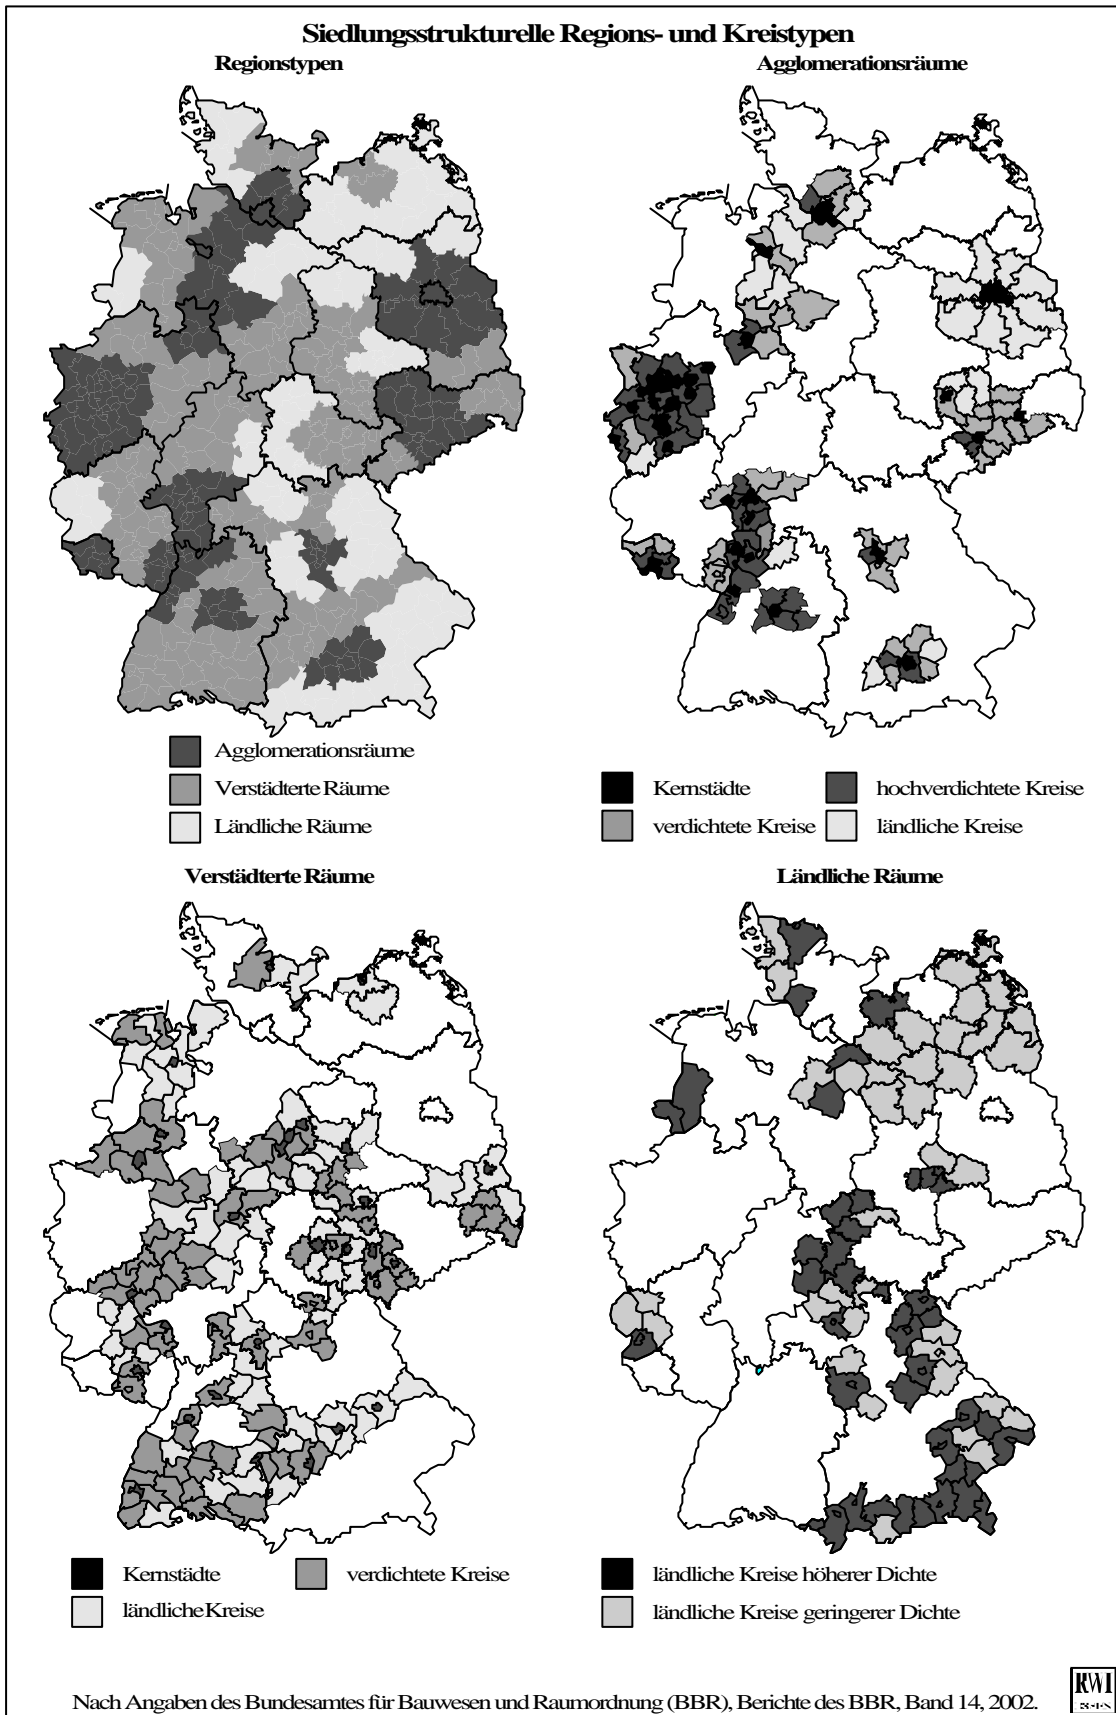 Siedlungsstrukturelle Regions- und Kreistypen
Regionstypen
Agglomerationsräume
Agglomerationsräume
Verstädterte Räume
Ländliche Räume
Kernstädte
hochverdichtete Kreise
verdichtete Kreise
ländliche Kreise
Verstädterte Räume
Ländliche Räume
Kernstädte
verdichtete Kreise
ländliche Kreise
ländliche Kreise höherer Dichte
ländliche Kreise geringerer Dichte
Nach Angaben des Bundesamtes für Bauwesen und Raumordnung (BBR), Berichte des BBR, Band 14, 2002.
RWI